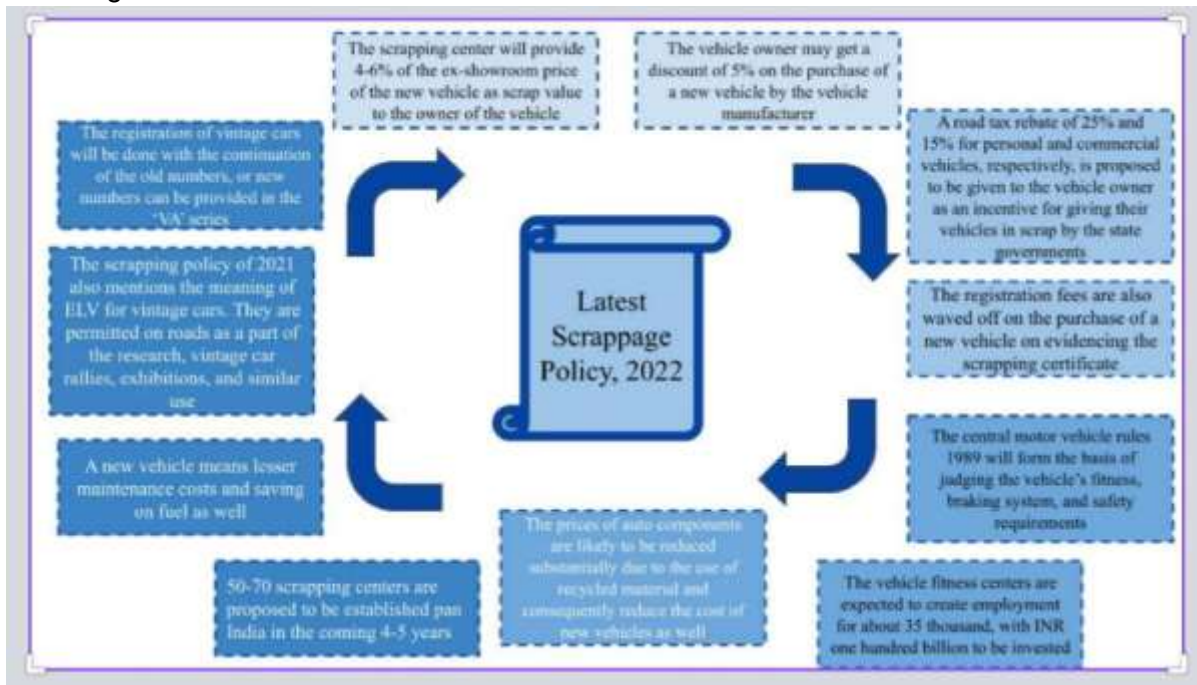 The scrapping center will provide
4-6% of the ex-showroom price
of the new vehicle as scrap value
to the owner of the vehicle
The vehicle owner may get a
discount of 5% on the purchase of
a new vehicle by the vehicle
manufacturer
A road tax rebate of 25% and
15% for personal and commercial
vehicles, respectively, is proposed
to be given to the vehicle owner
as an incentive for giving their
vehicles in scrap by the state
governments
The registration fees are also
waved off on the purchase of a
new vehicle on evidencing the
scrapping certificate
The central motor vehicle rules
1989 will form the basis of
judging the vehicle's fitness,
braking system, and safety
requirements
The vehicle fitness centers are
expected to create employment
for about 35 thousand, with INR
one hundred billion to be invested
The prices of auto components
are likely to be reduced
substantially due to the use of
recycled material and
consequently reduce the cost of
new vehicles as well
50-70 scrapping centers are
proposed to be established pan
India in the coming 4-5 years
A new vehicle means lesser
maintenance costs and saving
on fuel as well
The scrapping policy of 2021
also mentions the meaning of
ELV for vintage cars. They are
permitted on roads as a part of
the research, vintage car
rallies, exhibitions, and similar
use
The registration of vintage cars
will be done with the continuation
of the old numbers, or new
numbers can be provided in the
'VA' series
Latest
Scrappage
Policy, 2022